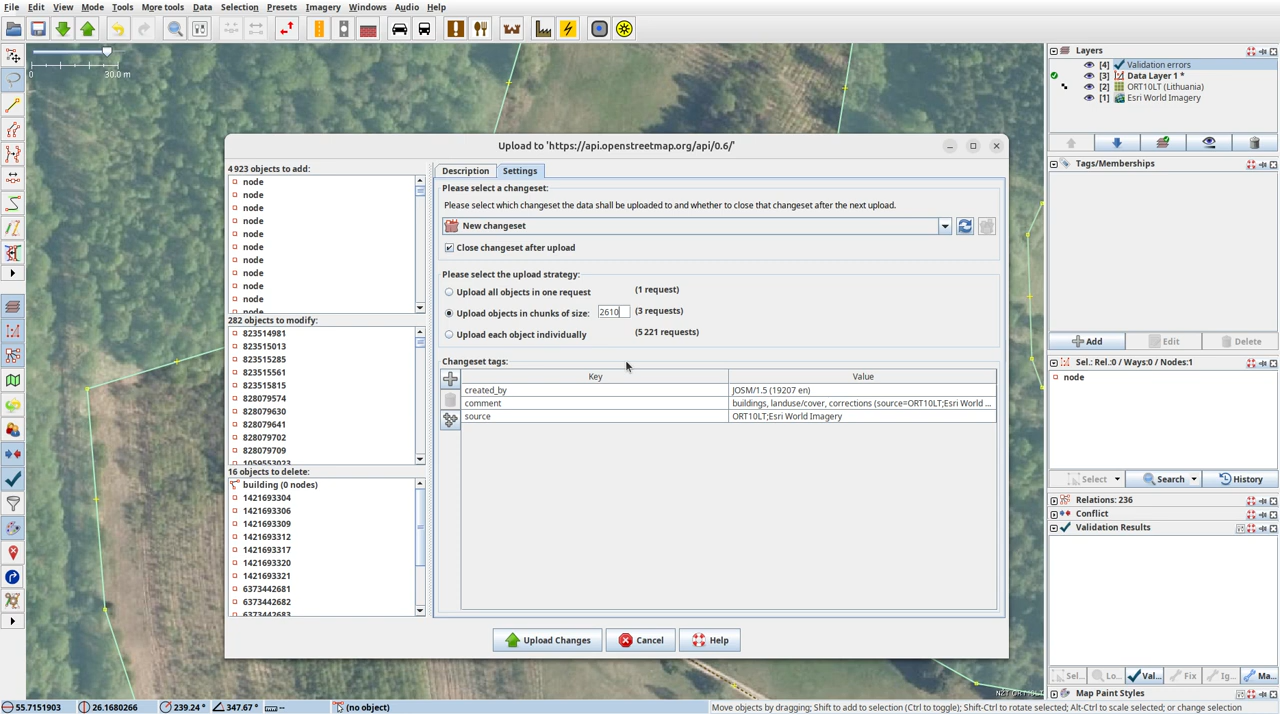 File Edit View Mode Tools More tools Data Selection Presets Imagery Windows Audio Help
0 30.0 m
Upload to 'https://api.openstreetmap.org/api/0.6/'
4 923 objects to add:
node
node
node
node
node
node
node
node
node
node
node
282 objects to modify:
823514981
823515013
823515285
823515561
823515815
828079574
828079630
828079641
828079702
828079709
1059553023
16 objects to delete:
building (0 nodes)
1421693304
1421693306
1421693309
1421693312
1421693317
1421693320
1421693321
6373442681
6373442682
6373442683
Description Settings
Please select a changeset:
Please select which changeset the data shall be uploaded to and whether to close that changeset after the next upload.
New changeset
Close changeset after upload
Please select the upload strategy:
Upload all objects in one request (1 request)
Upload objects in chunks of size: 2610 (3 requests)
Upload each object individually (5 221 requests)
Changeset tags:
Key Value
created_by JOSM/1.5 (19207 en)
comment buildings, landuse/cover, corrections (source=ORT10LT;Esri World ...
source ORT10LT;Esri World Imagery
Upload Changes Cancel Help
Layers
[4] Validation errors
[3] Data Layer 1 *
[2] ORT10LT (Lithuania)
[1] Esri World Imagery
Tags/Memberships
Add Edit Delete
Sel.: Rel.:0 / Ways:0 / Nodes:1
node
Select Search History
Relations: 236
Conflict
Validation Results
Sel... Lo... Val... Fix Ig... Ma...
Map Paint Styles
55.7151903 26.1680266 239.24 ° 347.67 ° -- (no object) Move objects by dragging; Shift to add to selection (Ctrl to toggle); Shift-Ctrl to rotate selected; Alt-Ctrl to scale selected; or change selection